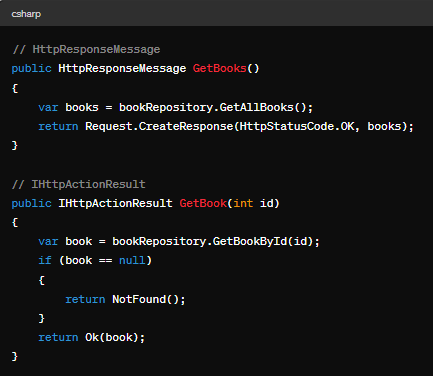 csharp
// HttpResponseMessage
public HttpResponseMessage GetBooks()
{
    var books = bookRepository.GetAllBooks();
    return Request.CreateResponse(HttpStatusCode.OK, books);
}

// IHttpActionResult
public IHttpActionResult GetBook(int id)
{
    var book = bookRepository.GetBookById(id);
    if (book == null)
    {
        return NotFound();
    }
    return Ok(book);
}